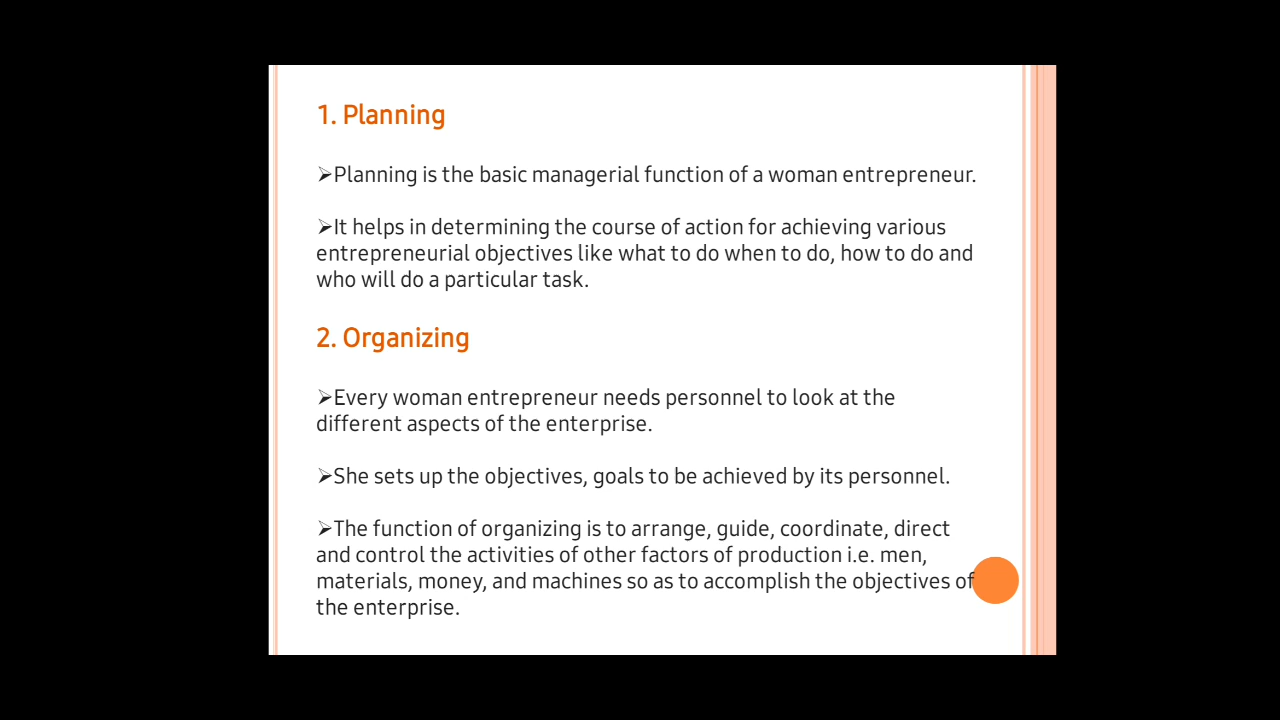 1. Planning
➢Planning is the basic managerial function of a woman entrepreneur.
➢It helps in determining the course of action for achieving various
entrepreneurial objectives like what to do when to do, how to do and
who will do a particular task.
2. Organizing
➢Every woman entrepreneur needs personnel to look at the
different aspects of the enterprise.
➢She sets up the objectives, goals to be achieved by its personnel.
➢The function of organizing is to arrange, guide, coordinate, direct
and control the activities of other factors of production i.e. men,
materials, money, and machines so as to accomplish the objectives of
the enterprise.